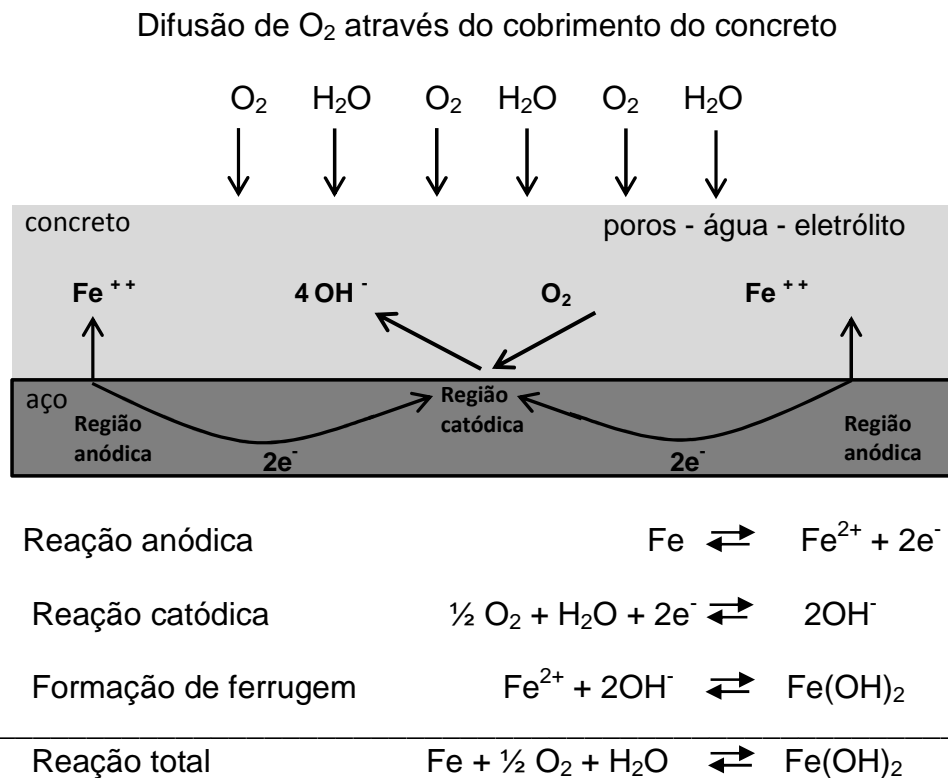 Difusão de O₂ através do cobrimento do concreto
O₂ H₂O O₂ H₂O O₂ H₂O
concreto poros - água - eletrólito
Fe ⁺⁺ 4 OH ⁻ O₂ Fe ⁺⁺
aço
Região anódica
2e⁻
Região catódica
2e⁻
Região anódica
Reação anódica Fe ⇄ Fe²⁺ + 2e⁻
Reação catódica ½ O₂ + H₂O + 2e⁻ ⇄ 2OH⁻
Formação de ferrugem Fe²⁺ + 2OH⁻ ⇄ Fe(OH)₂
Reação total Fe + ½ O₂ + H₂O ⇄ Fe(OH)₂